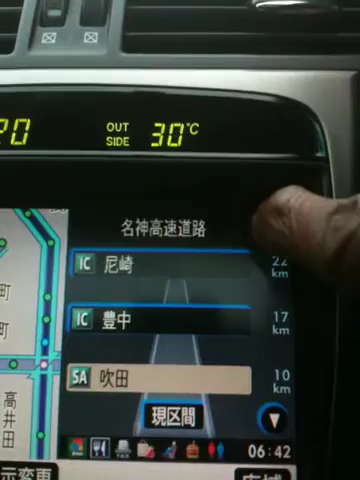 20
OUT SIDE 30℃
名神高速道路
IC 尼崎 22 km
IC 豊中 17 km
SA 吹田 10 km
町
町
高井田
現区間
▼
06:42
示変更
広域